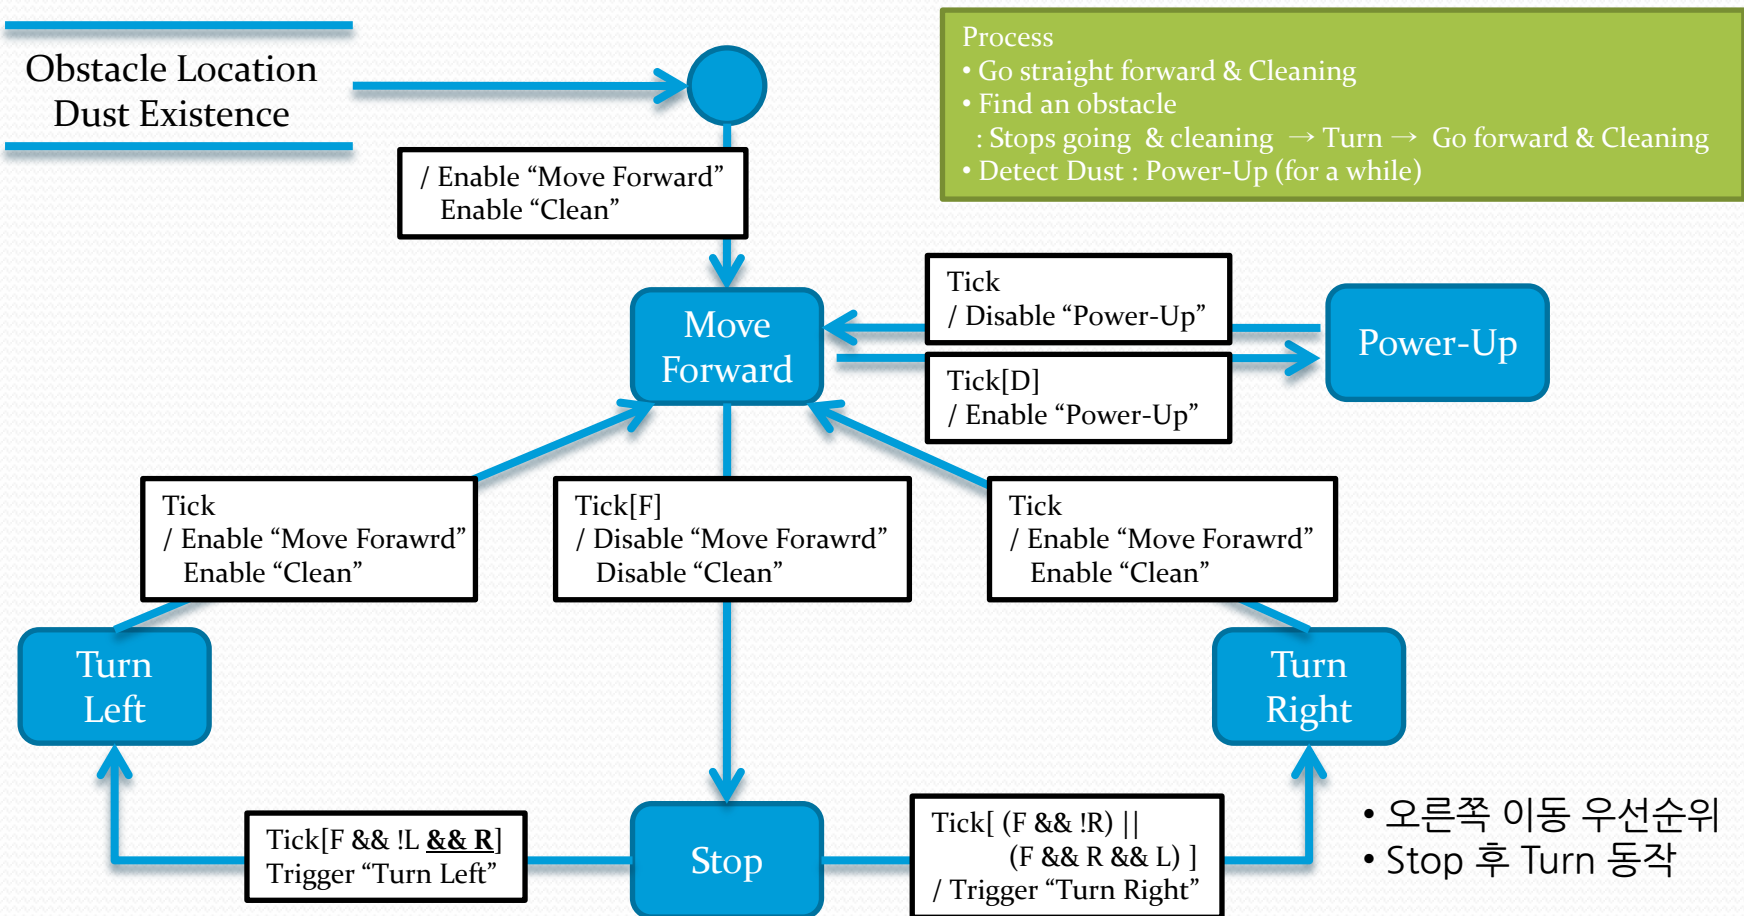 Obstacle Location
Dust Existence
Process
• Go straight forward & Cleaning
• Find an obstacle
: Stops going & cleaning → Turn → Go forward & Cleaning
• Detect Dust : Power-Up (for a while)
/ Enable “Move Forward”
Enable “Clean”
Move
Forward
Tick
/ Disable “Power-Up”
Tick[D]
/ Enable “Power-Up”
Power-Up
Tick
/ Enable “Move Forawrd”
Enable “Clean”
Tick[F]
/ Disable “Move Forawrd”
Disable “Clean”
Tick
/ Enable “Move Forawrd”
Enable “Clean”
Turn
Left
Turn
Right
Tick[F && !L && R]
Trigger “Turn Left”
Stop
Tick[ (F && !R) ||
(F && R && L) ]
/ Trigger “Turn Right”
• 오른쪽 이동 우선순위
• Stop 후 Turn 동작